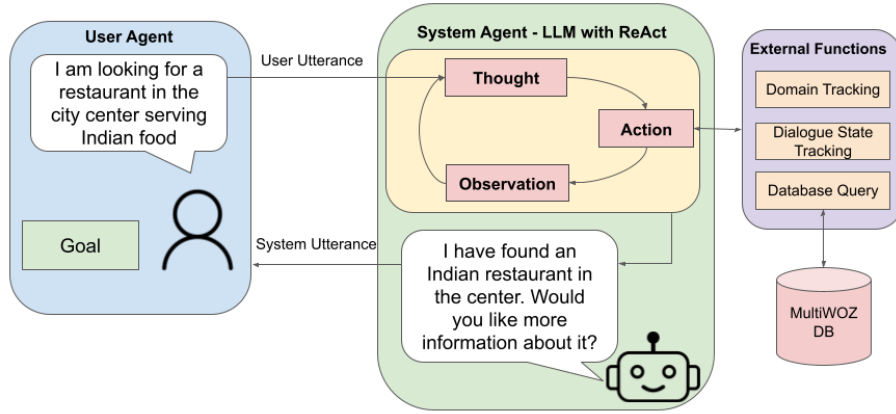 User Agent
I am looking for a
restaurant in the
city center serving
Indian food
Goal
User Utterance
System Utterance
System Agent - LLM with ReAct
Thought
Action
Observation
I have found an
Indian restaurant in
the center. Would
you like more
information about it?
External Functions
Domain Tracking
Dialogue State
Tracking
Database Query
MultiWOZ
DB